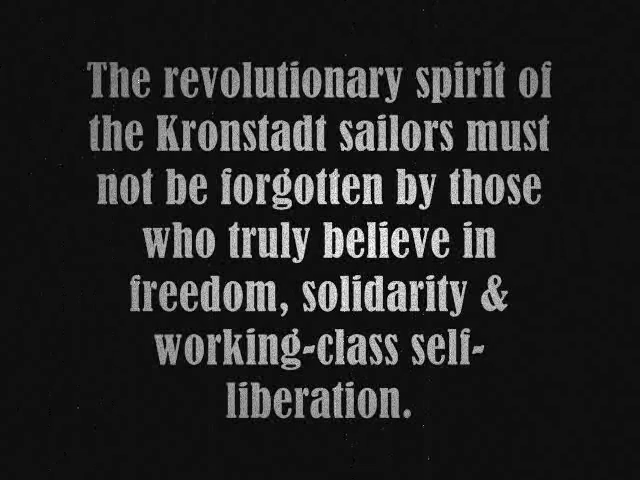 The revolutionary spirit of
the Kronstadt sailors must
not be forgotten by those
who truly believe in
freedom, solidarity &
working-class self-
liberation.